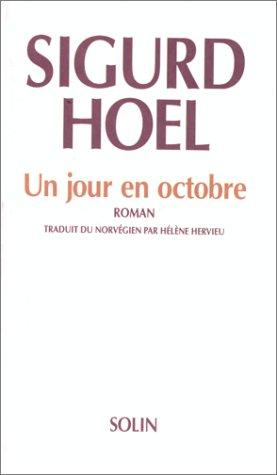 SIGURD
HOEL
Un jour en octobre
ROMAN
TRADUIT DU NORVÉGIEN PAR HÉLÈNE HERVIEU
SOLIN